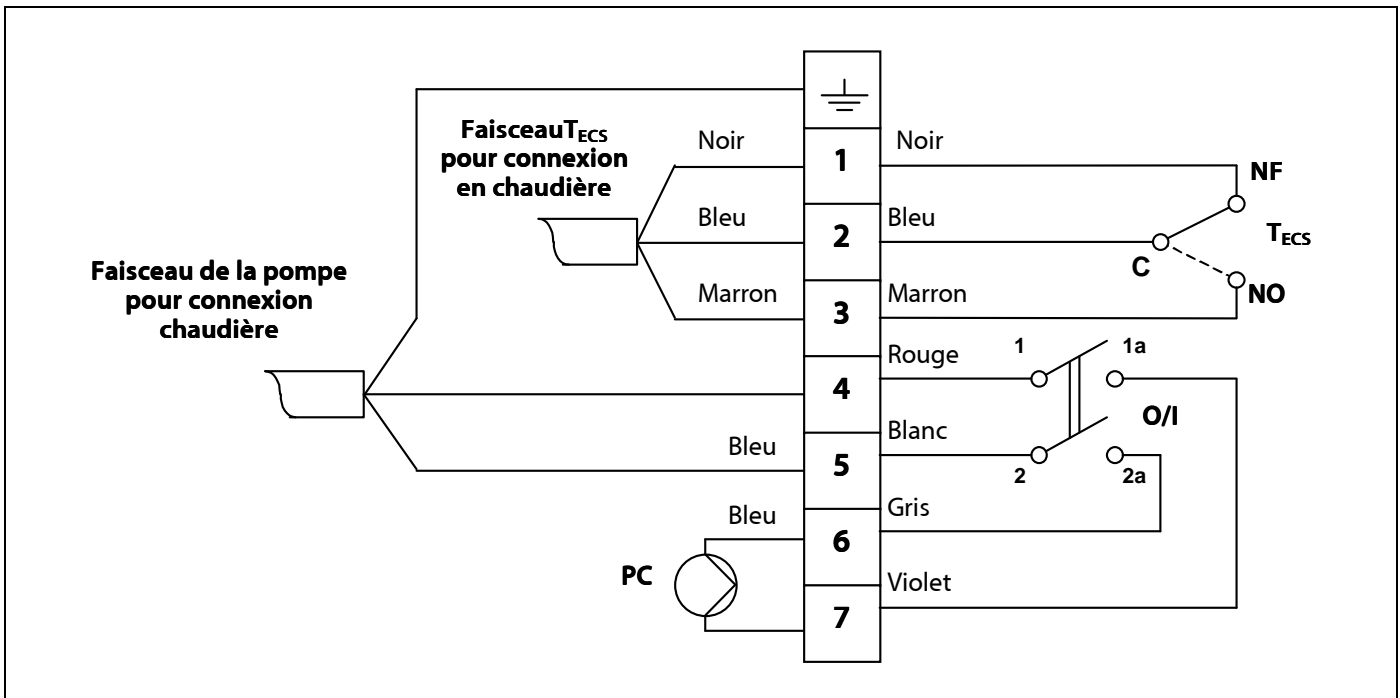 FaisceauT_ECS
pour connexion
en chaudière
Faisceau de la pompe
pour connexion
chaudière
Noir
1
Noir
NF
Bleu
2
Bleu
C
T_ECS
Marron
3
Marron
NO
4
Rouge
1
1a
O/I
Bleu
5
Blanc
2
2a
Bleu
6
Gris
PC
7
Violet